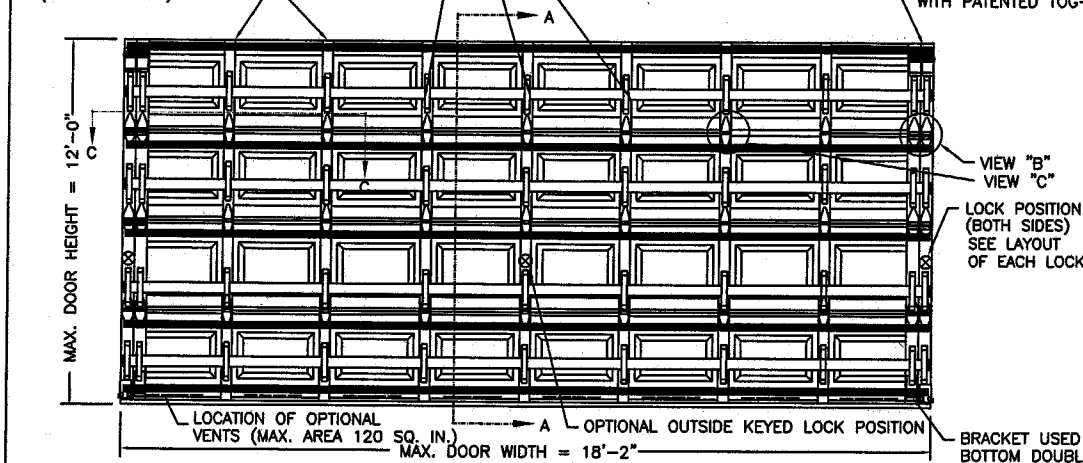 WITH PATENTED TOG-
A
C
C
MAX. DOOR HEIGHT = 12'-0"
VIEW "B"
VIEW "C"
LOCK POSITION
(BOTH SIDES)
SEE LAYOUT
OF EACH LOCK
LOCATION OF OPTIONAL
VENTS (MAX. AREA 120 SQ. IN.)
A
OPTIONAL OUTSIDE KEYED LOCK POSITION
MAX. DOOR WIDTH = 18'-2"
BRACKET USED
BOTTOM DOUBL